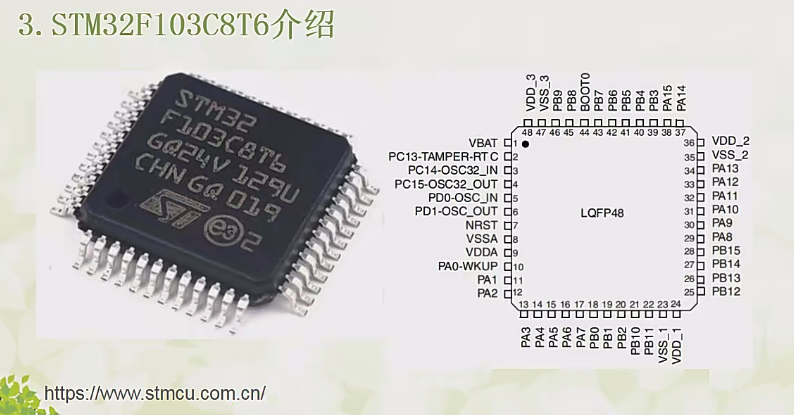 3.STM32F103C8T6介绍
STM32
F103C8T6
GQ24V 129U
CHN GQ 019
ST e3 2
VDD_3 VSS_3 PB9 PB8 BOOT0 PB7 PB6 PB5 PB4 PB3 PA15 PA14
48 47 46 45 44 43 42 41 40 39 38 37
VBAT 1
PC13-TAMPER-RTC 2
PC14-OSC32_IN 3
PC15-OSC32_OUT 4
PD0-OSC_IN 5
PD1-OSC_OUT 6
NRST 7
VSSA 8
VDDA 9
PA0-WKUP 10
PA1 11
PA2 12
LQFP48
36 VDD_2
35 VSS_2
34 PA13
33 PA12
32 PA11
31 PA10
30 PA9
29 PA8
28 PB15
27 PB14
26 PB13
25 PB12
13 14 15 16 17 18 19 20 21 22 23 24
PA3 PA4 PA5 PA6 PA7 PB0 PB1 PB2 PB10 PB11 VSS_1 VDD_1
https://www.stmcu.com.cn/